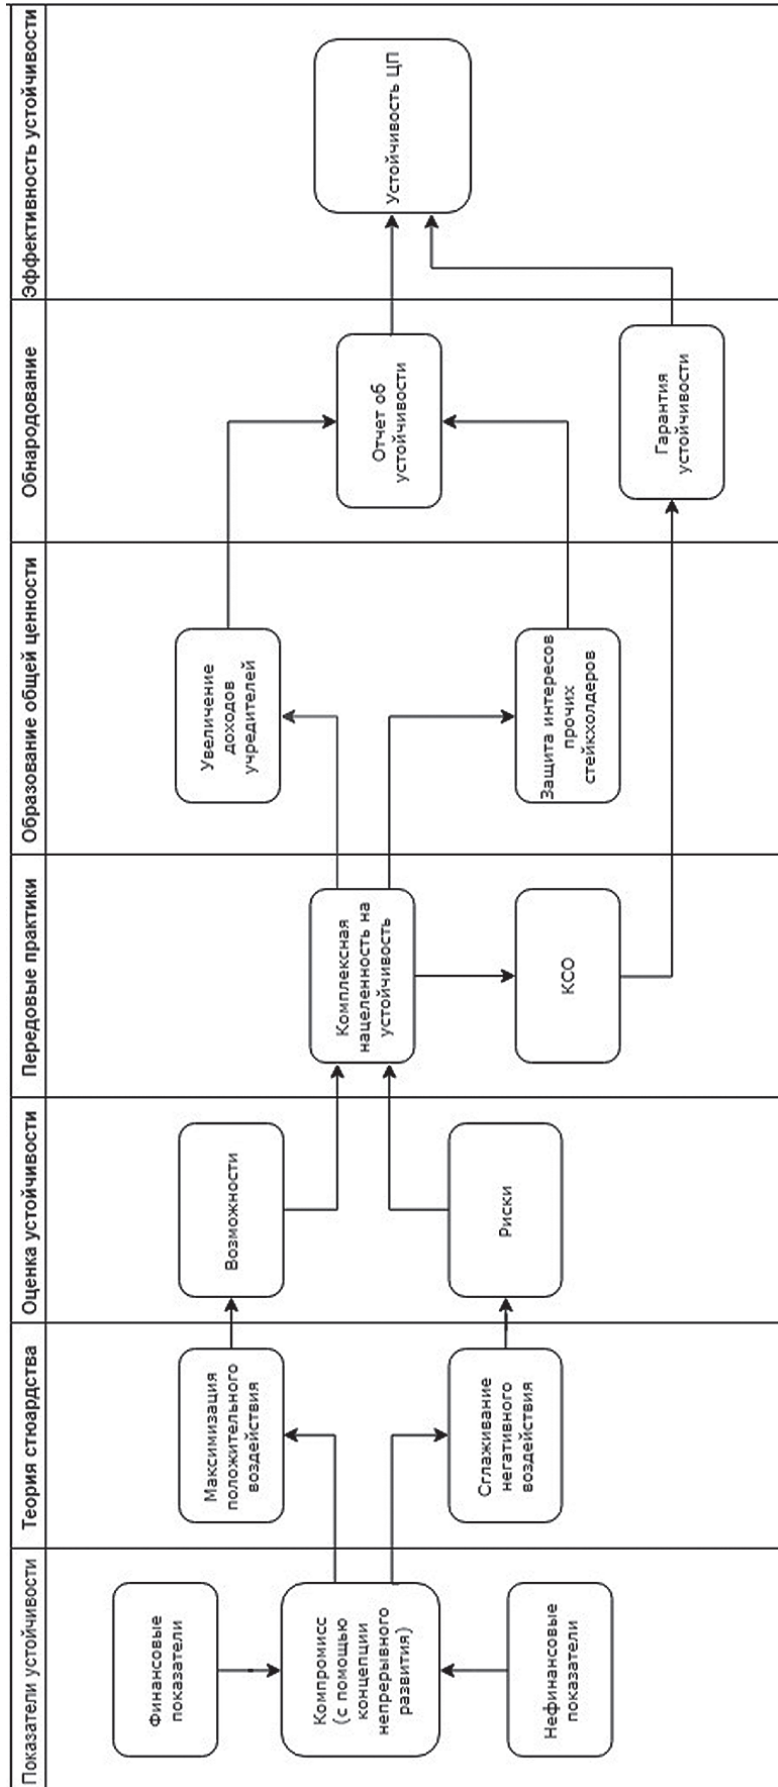 Показатели устойчивости
Финансовые
показатели
Компромисс
(с помощью
концепции
непрерывного
развития)
Нефинансовые
показатели
Теория стюардства
Максимизация
положительного
воздействия
Сглаживание
негативного
воздействия
Оценка устойчивости
Возможности
Риски
Передовые практики
Комплексная
нацеленность на
устойчивость
КСО
Образование общей ценности
Увеличение
доходов
учредителей
Защита интересов
прочих
стейкхолдеров
Обнародование
Отчет об
устойчивости
Гарантия
устойчивости
Эффективность устойчивости
Устойчивость ЦП